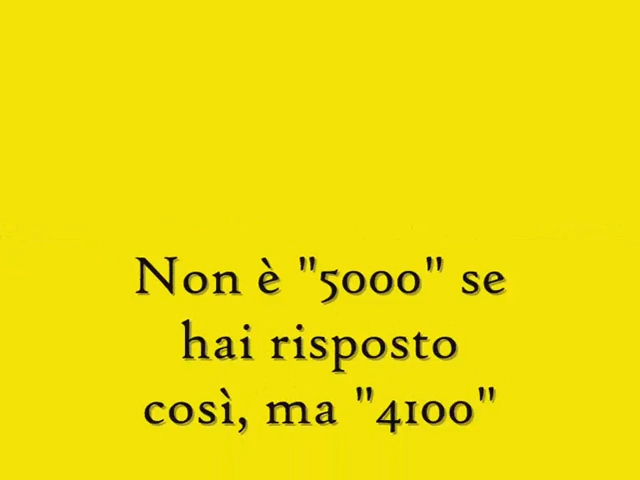 Non è "5000" se
hai risposto
così, ma "4100"